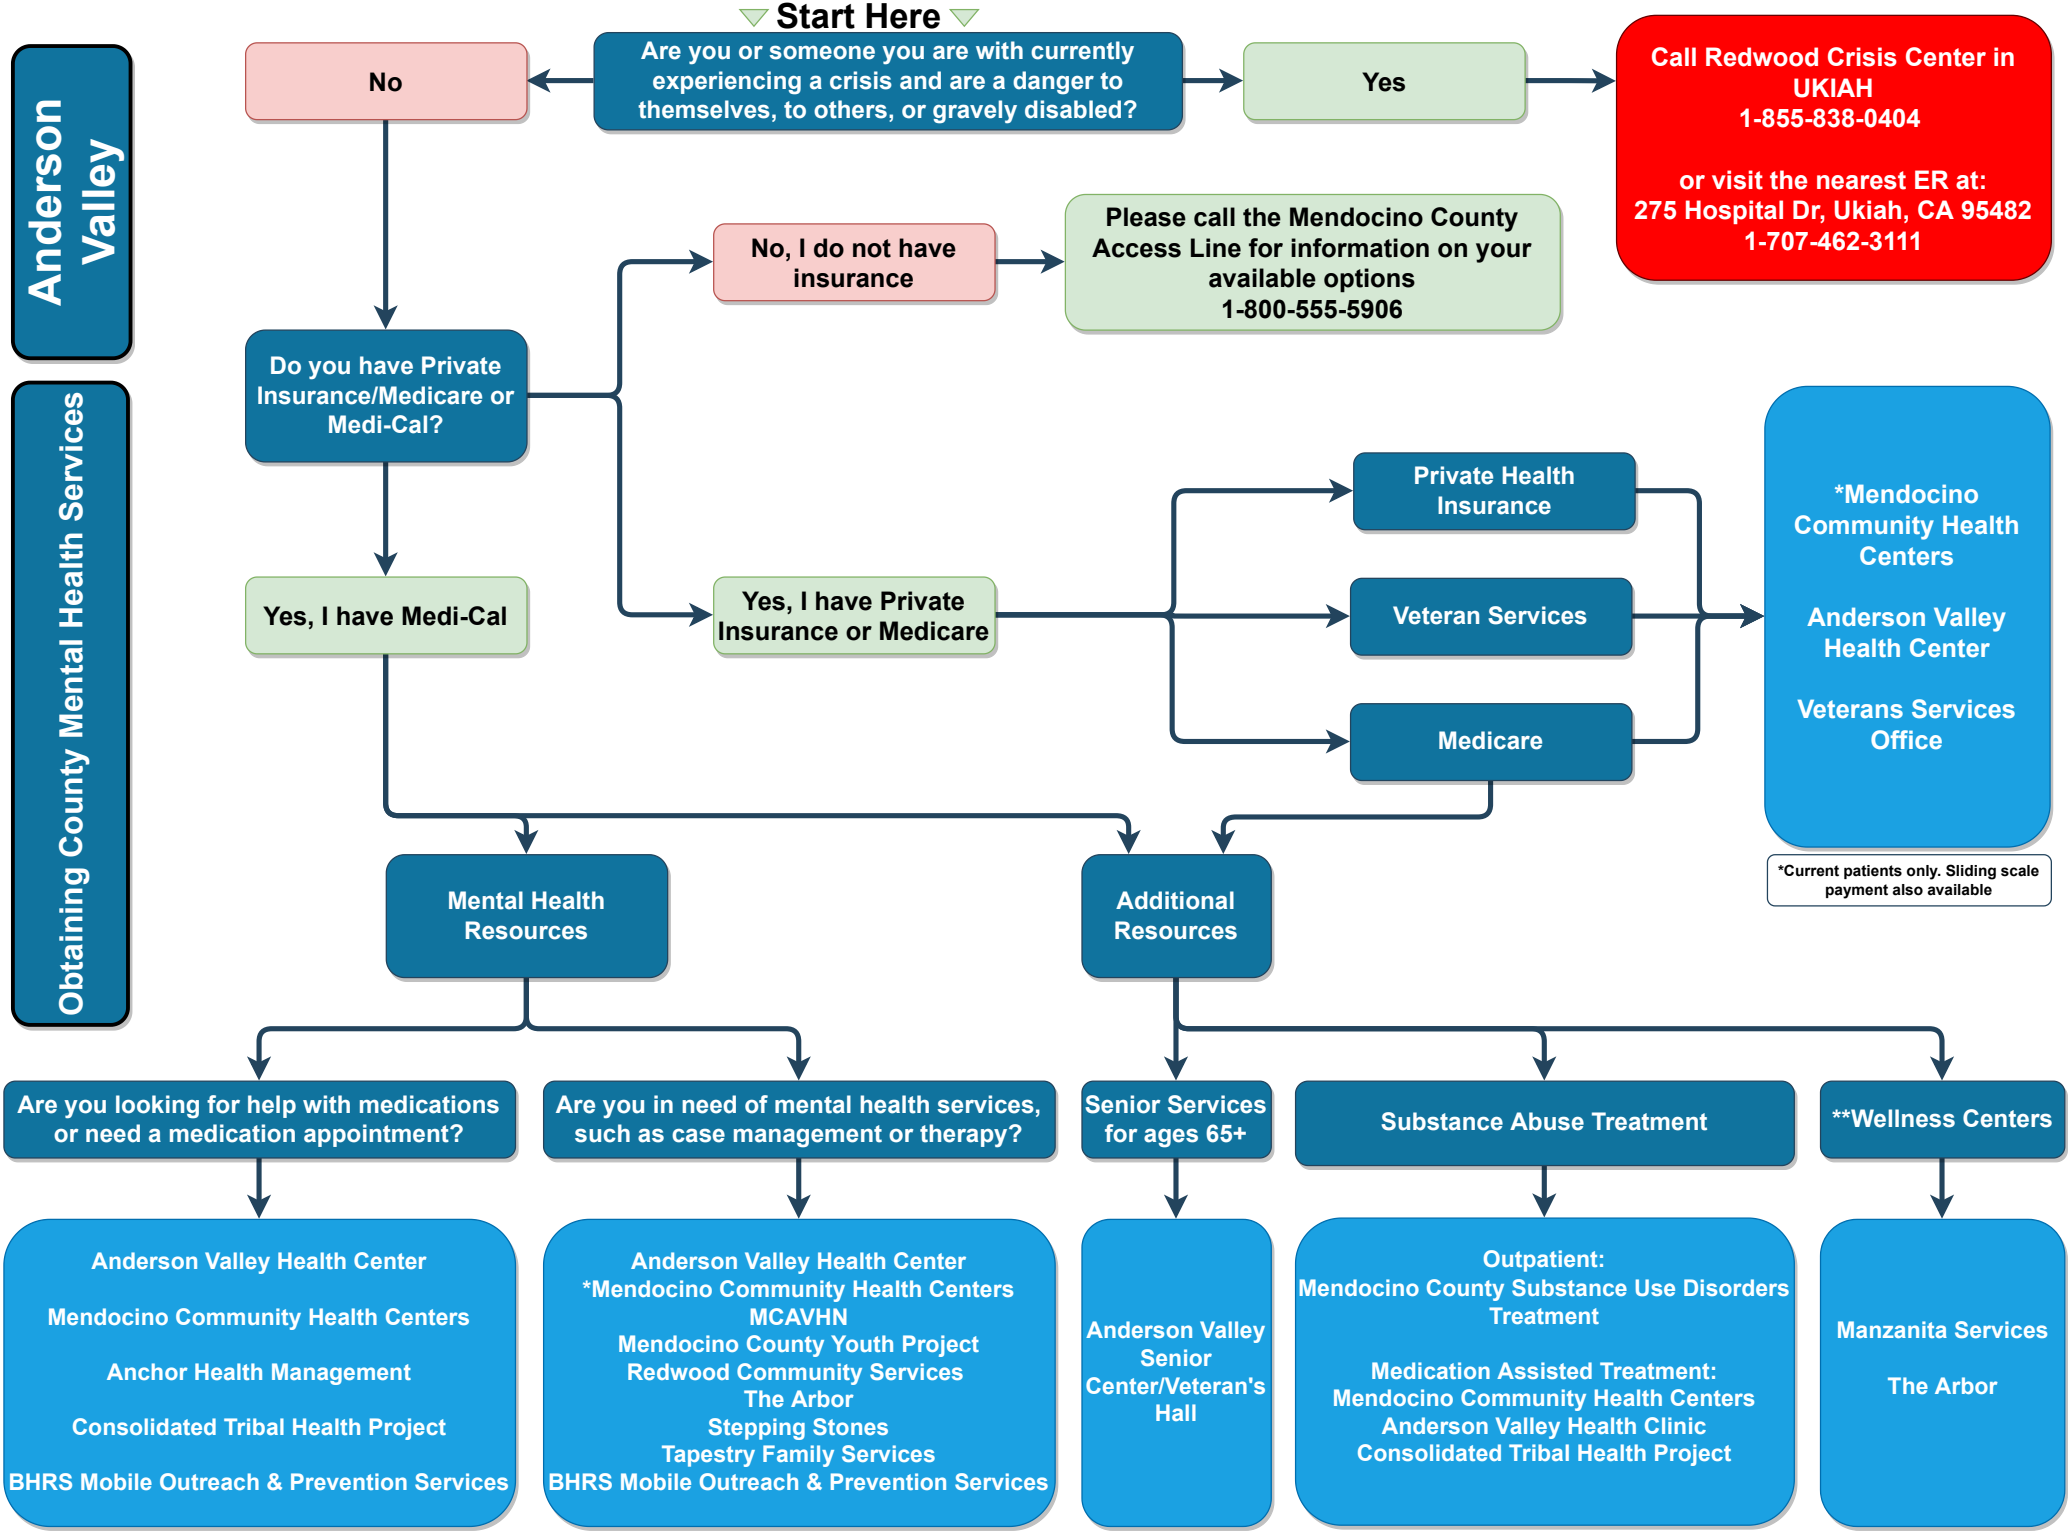 Start Here
Anderson
Valley
Obtaining County Mental Health Services
Are you or someone you are with currently
experiencing a crisis and are a danger to
themselves, to others, or gravely disabled?
No
Yes
Call Redwood Crisis Center in
UKIAH
1-855-838-0404
or visit the nearest ER at:
275 Hospital Dr, Ukiah, CA 95482
1-707-462-3111
No, I do not have
insurance
Please call the Mendocino County
Access Line for information on your
available options
1-800-555-5906
Do you have Private
Insurance/Medicare or
Medi-Cal?
Yes, I have Medi-Cal
Yes, I have Private
Insurance or Medicare
Private Health
Insurance
Veteran Services
Medicare
*Mendocino
Community Health
Centers
Anderson Valley
Health Center
Veterans Services
Office
*Current patients only. Sliding scale
payment also available
Mental Health
Resources
Additional
Resources
Are you looking for help with medications
or need a medication appointment?
Are you in need of mental health services,
such as case management or therapy?
Senior Services
for ages 65+
Substance Abuse Treatment
**Wellness Centers
Anderson Valley Health Center
Mendocino Community Health Centers
Anchor Health Management
Consolidated Tribal Health Project
BHRS Mobile Outreach & Prevention Services
Anderson Valley Health Center
*Mendocino Community Health Centers
MCAVHN
Mendocino County Youth Project
Redwood Community Services
The Arbor
Stepping Stones
Tapestry Family Services
BHRS Mobile Outreach & Prevention Services
Anderson Valley
Senior
Center/Veteran's
Hall
Outpatient:
Mendocino County Substance Use Disorders
Treatment
Medication Assisted Treatment:
Mendocino Community Health Centers
Anderson Valley Health Clinic
Consolidated Tribal Health Project
Manzanita Services
The Arbor